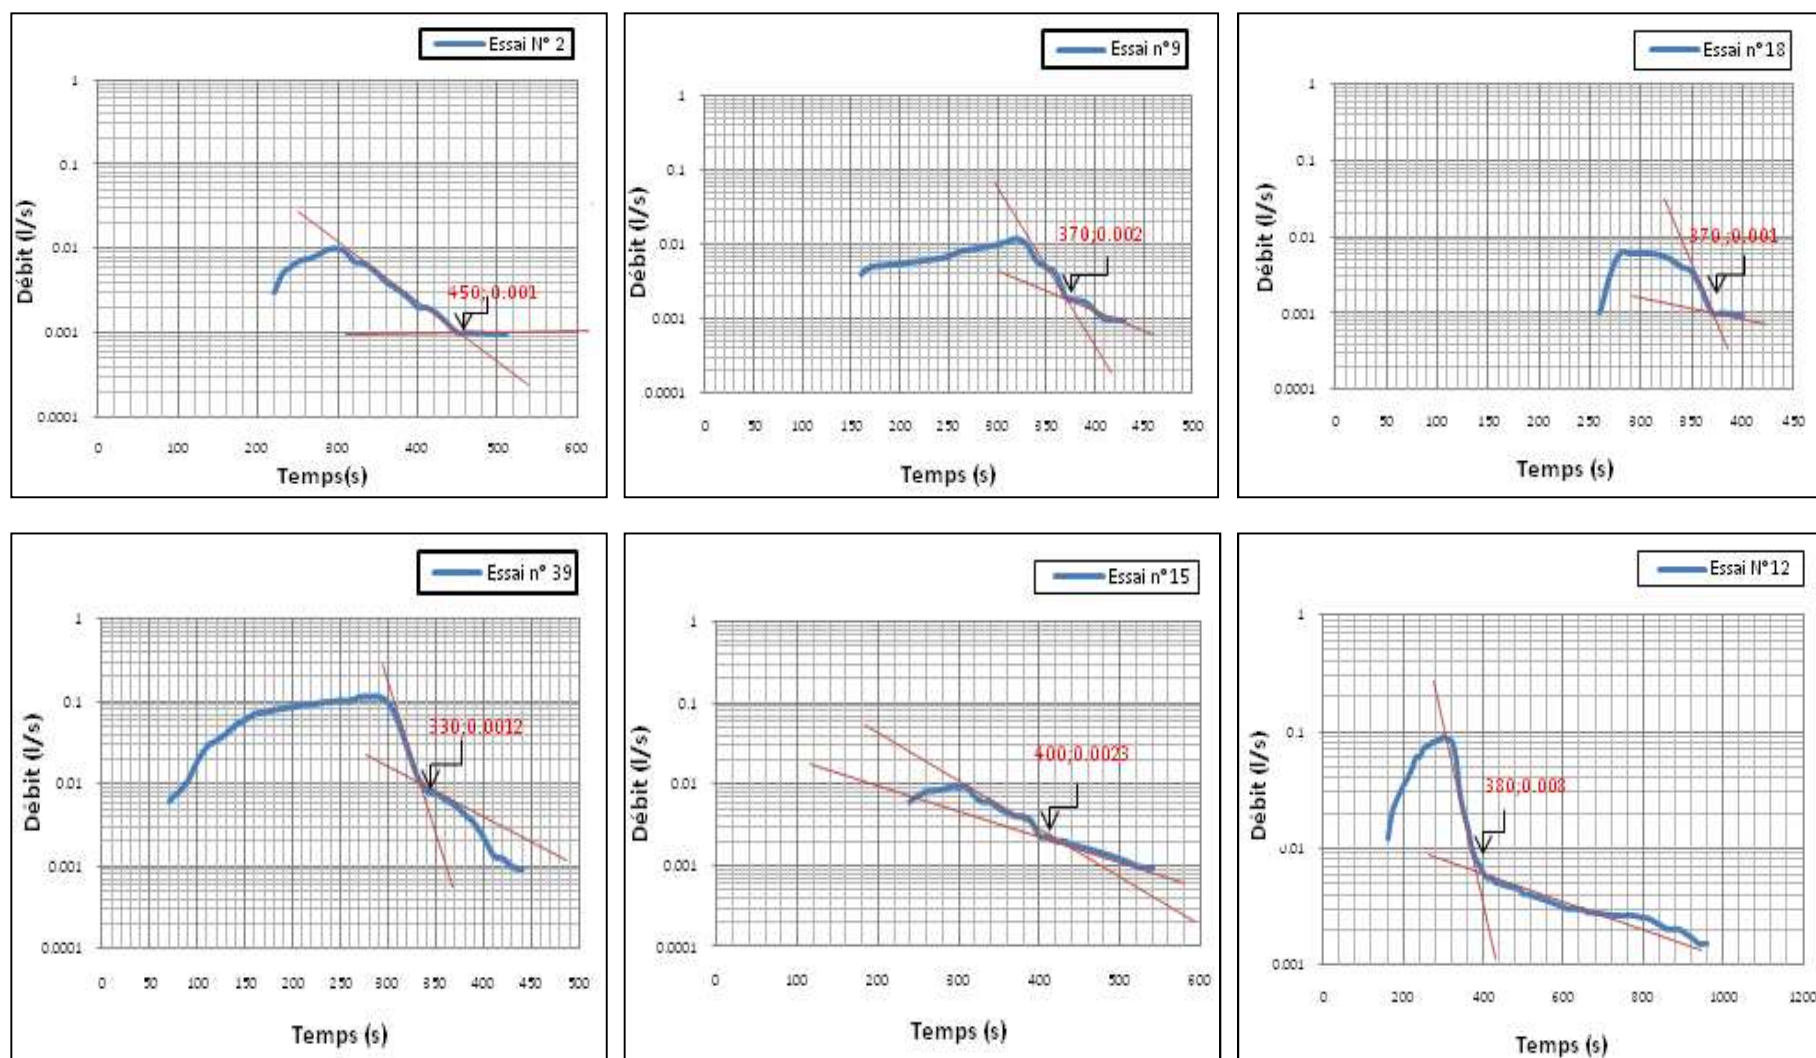 Essai N° 2
1
0.1
0.01
0.001
0.0001
Débit (l/s)
450; 0.001
0 100 200 300 400 500 600
Temps(s)
Essai n°9
1
0.1
0.01
0.001
0.0001
Débit (l/s)
370;0.002
0 50 100 150 200 250 300 350 400 450 500
Temps (s)
Essai n°18
1
0.1
0.01
0.001
0.0001
Débit (l/s)
370 ;0.001
0 50 100 150 200 250 300 350 400 450
Temps (s)
Essai n° 39
1
0.1
0.01
0.001
0.0001
Débit (l/s)
330;0.0012
0 50 100 150 200 250 300 350 400 450 500
Temps (s)
Essai n°15
1
0.1
0.01
0.001
0.0001
Débit (l/s)
400;0.0023
0 100 200 300 400 500 600
Temps (s)
Essai N°12
1
0.1
0.01
0.001
Débit (l/s)
380;0.008
0 200 400 600 800 1000 1200
Temps (s)